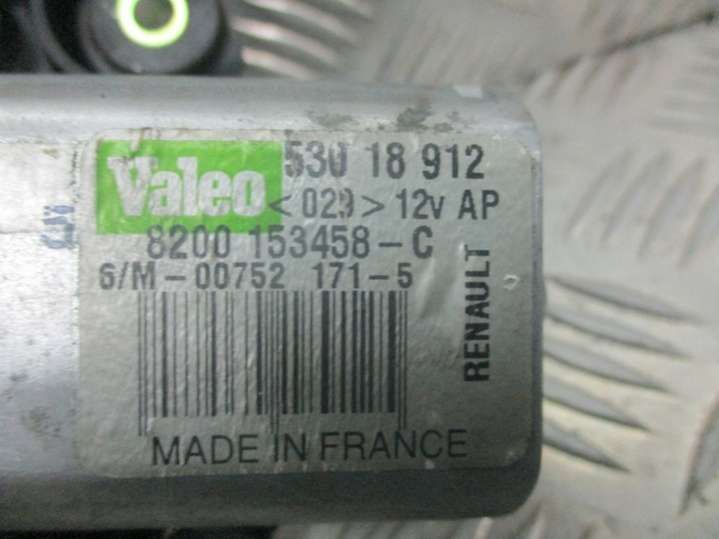 Valeo 530 18 912
<029> 12v AP
8200 153458-C
6/M-00752 171-5
RENAULT
MADE IN FRANCE